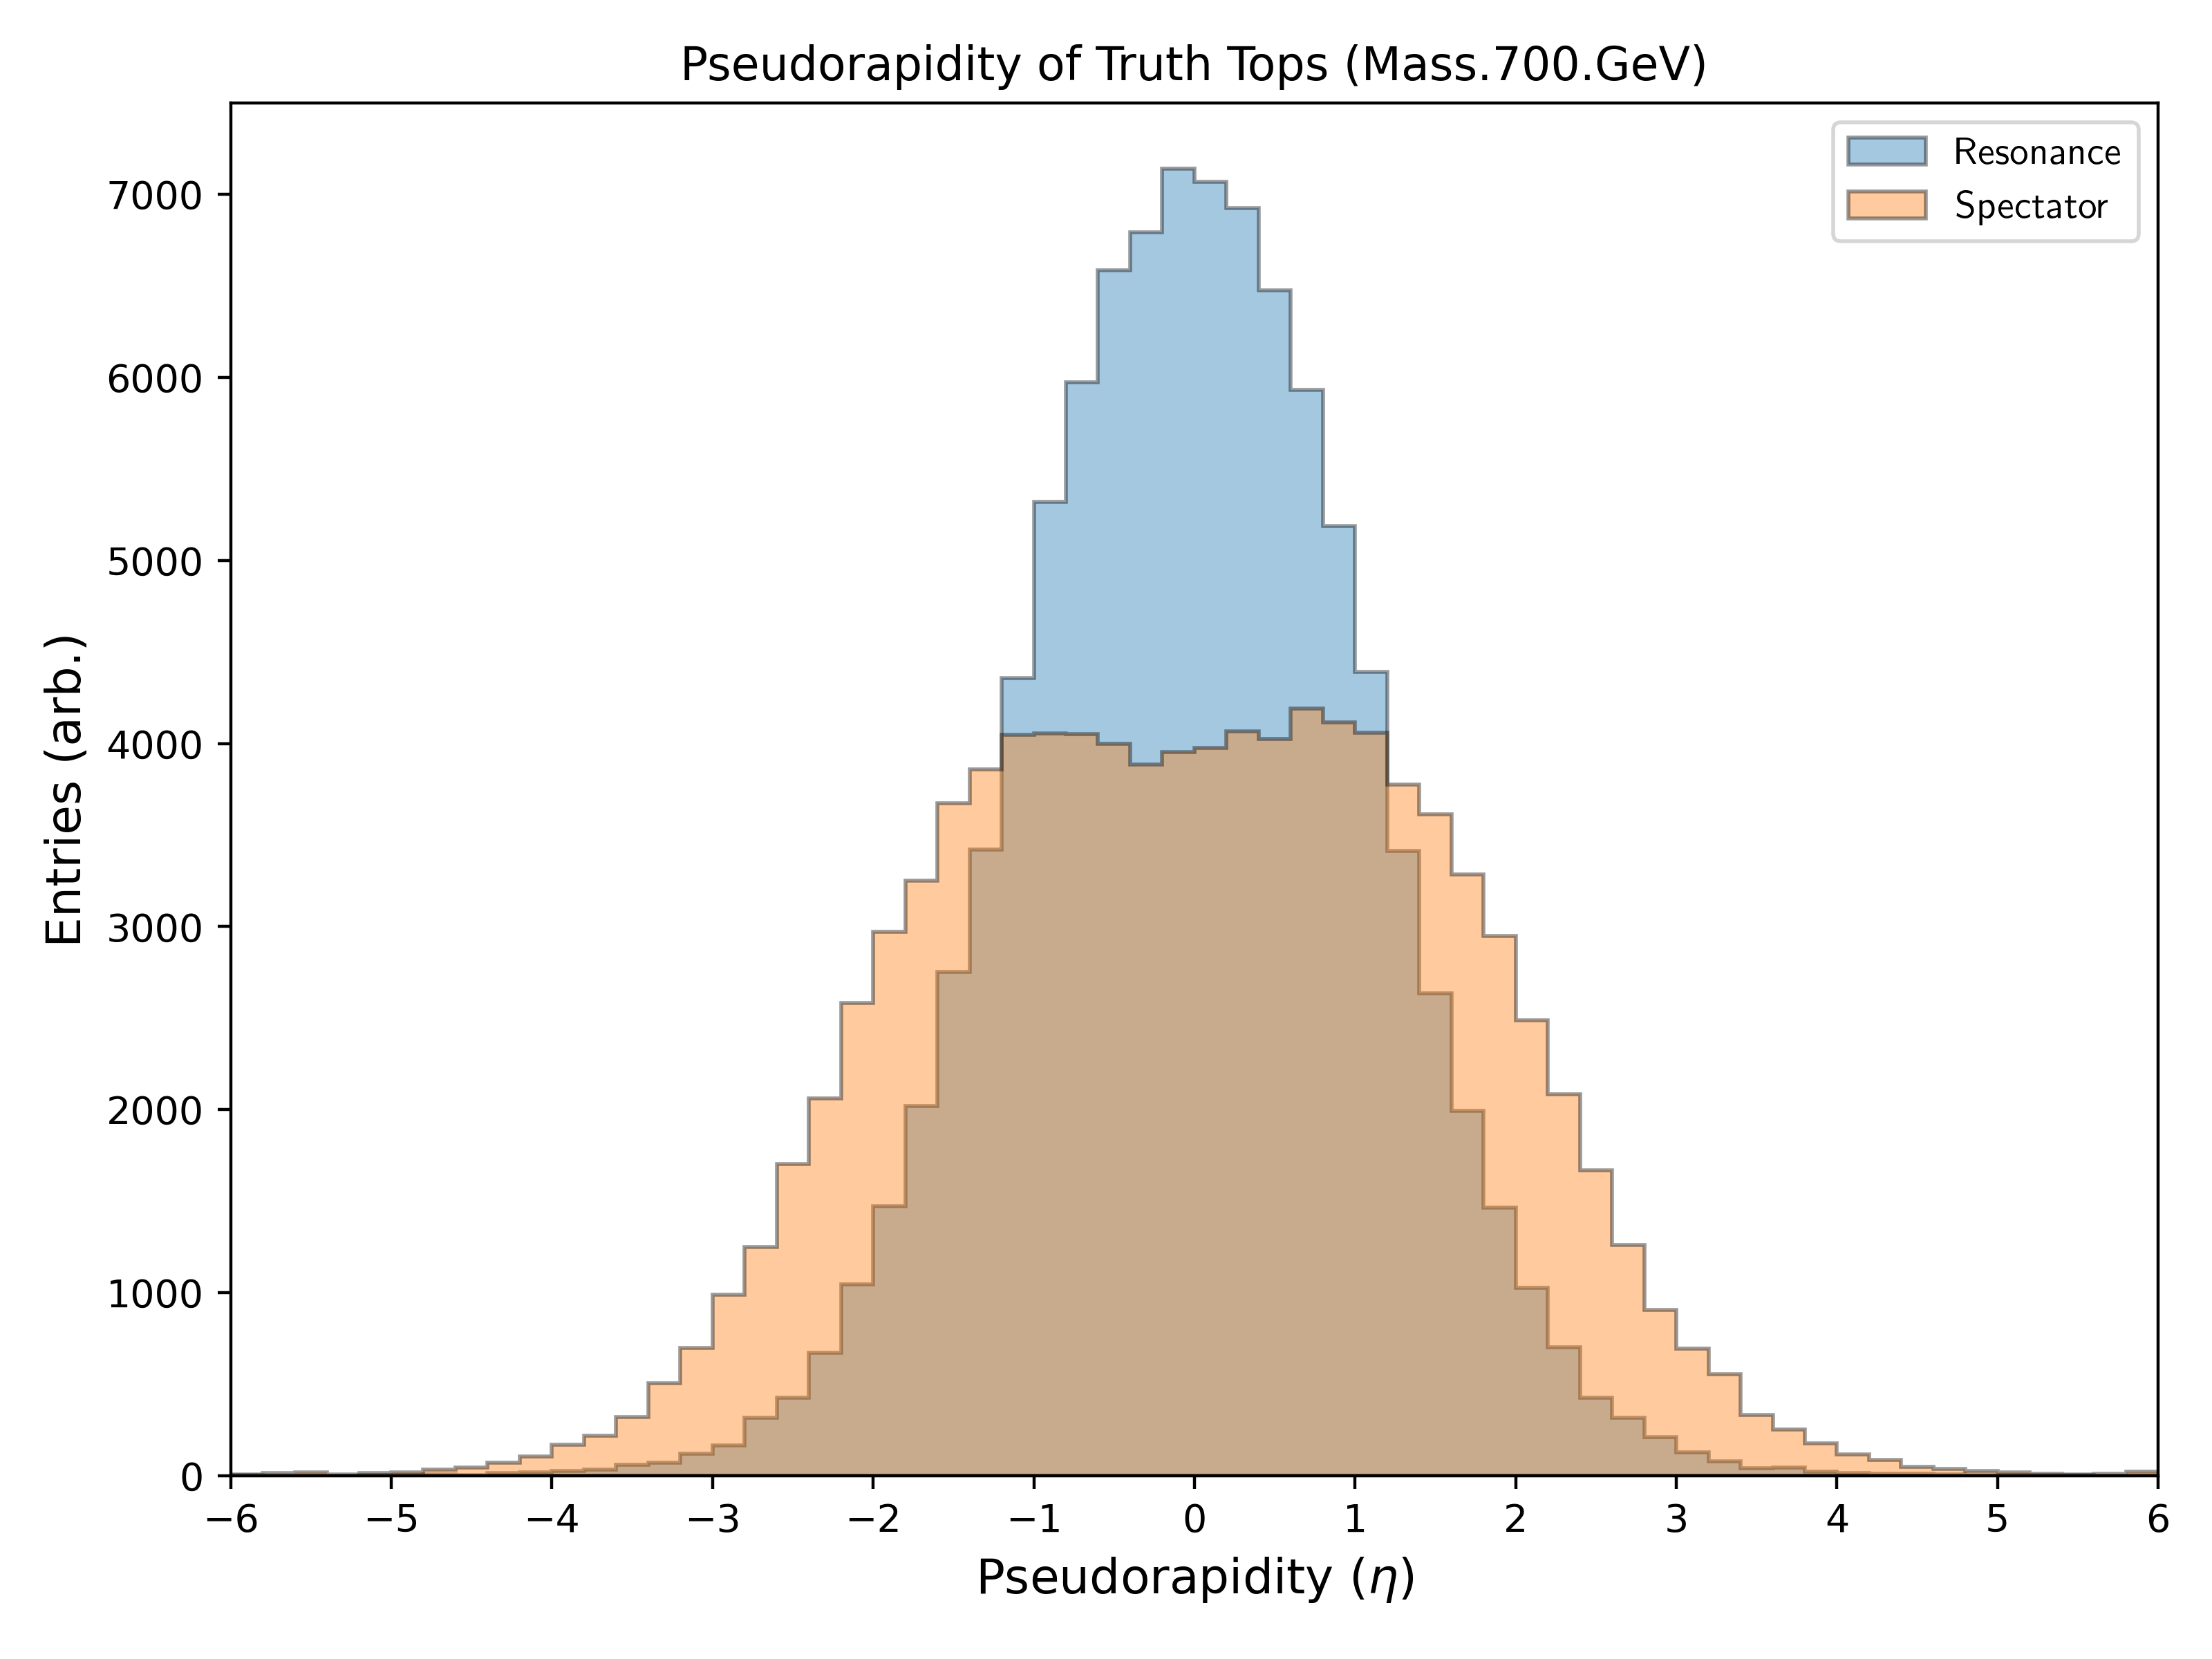 Pseudorapidity of Truth Tops (Mass.700.GeV)
Resonance
Spectator
Entries (arb.)
7000
6000
5000
4000
3000
2000
1000
0
−6 −5 −4 −3 −2 −1 0 1 2 3 4 5 6
Pseudorapidity (η)